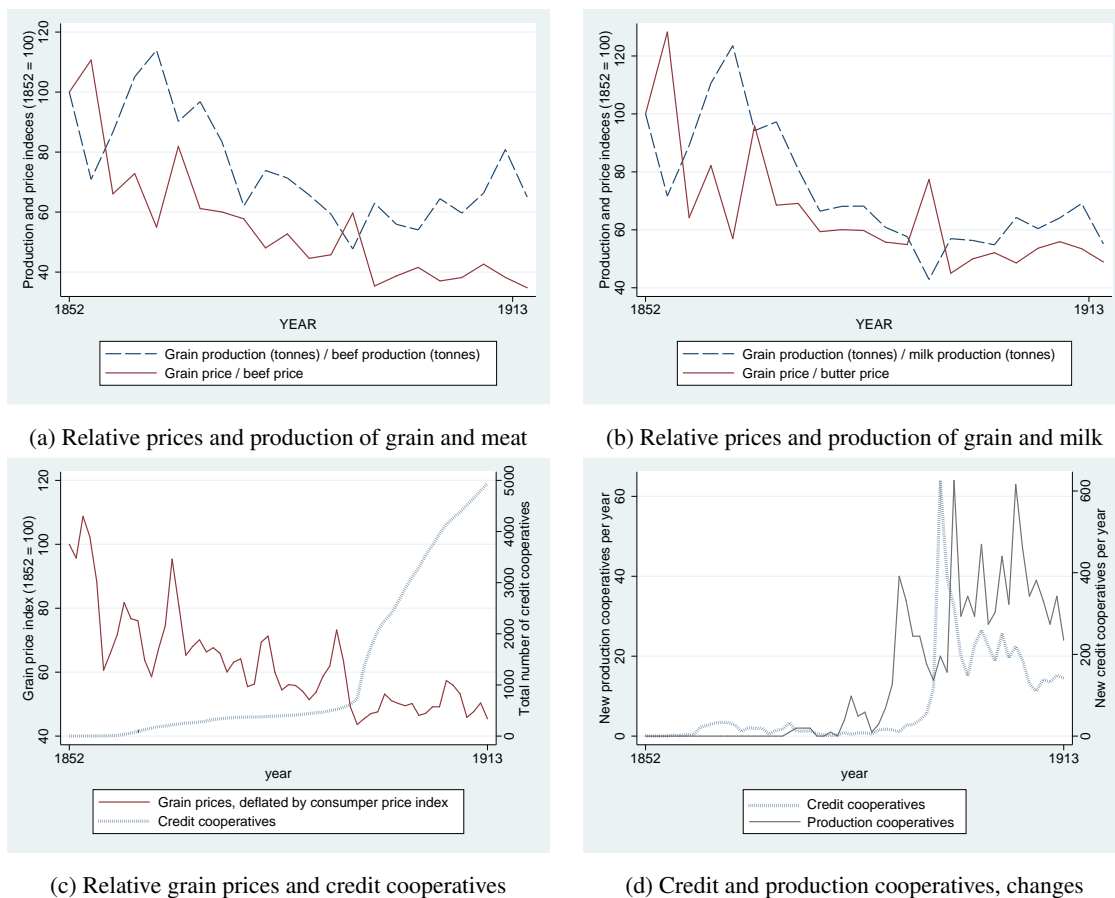 Production and price indeces (1852 = 100)
120
100
80
60
40
1852
1913
YEAR
Grain production (tonnes) / beef production (tonnes)
Grain price / beef price
(a) Relative prices and production of grain and meat
Production and price indeces (1852 = 100)
120
100
80
60
40
1852
1913
YEAR
Grain production (tonnes) / milk production (tonnes)
Grain price / butter price
(b) Relative prices and production of grain and milk
Grain price index (1852 = 100)
120
100
80
60
40
Total number of credit cooperatives
5000
4000
3000
2000
1000
0
1852
1913
year
Grain prices, deflated by consumper price index
Credit cooperatives
(c) Relative grain prices and credit cooperatives
New production cooperatives per year
60
40
20
0
New credit cooperatives per year
600
400
200
0
1852
1913
year
Credit cooperatives
Production cooperatives
(d) Credit and production cooperatives, changes